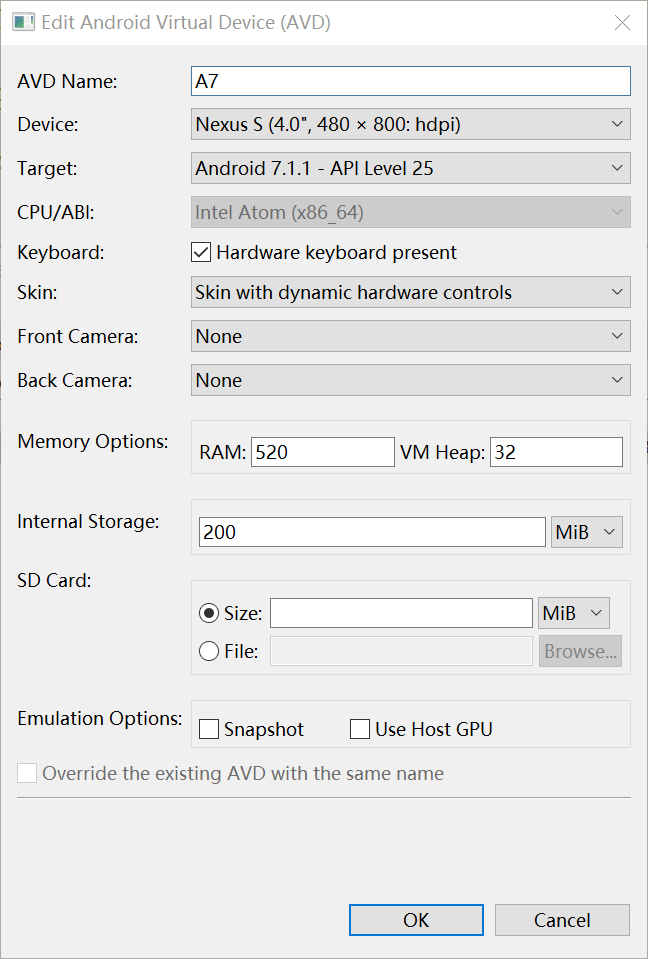 Edit Android Virtual Device (AVD)
AVD Name: A7
Device: Nexus S (4.0", 480 × 800: hdpi)
Target: Android 7.1.1 - API Level 25
CPU/ABI: Intel Atom (x86_64)
Keyboard: Hardware keyboard present
Skin: Skin with dynamic hardware controls
Front Camera: None
Back Camera: None
Memory Options: RAM: 520 VM Heap: 32
Internal Storage: 200 MiB
SD Card:
Size: MiB
File: Browse...
Emulation Options: Snapshot Use Host GPU
Override the existing AVD with the same name
OK Cancel